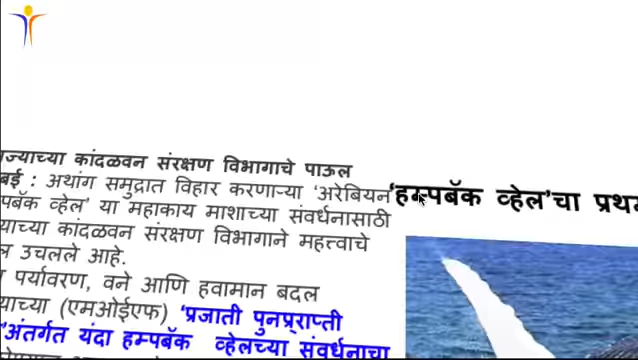 'हम्पबॅक व्हेल'चा
ज्याच्या कांदळवन संरक्षण विभागाचे पाऊल
बई : अथांग समुद्रात विहार करणाऱ्या 'अरेबियन
पबॅक व्हेल' या महाकाय माशाच्या संवर्धनासाठी
याच्या कांदळवन संरक्षण विभागाने महत्त्वाचे
ल उचलले आहे.
पर्यावरण, वने आणि हवामान बदल
याच्या (एमओईएफ) 'प्रजाती पुनप्र्राप्ती
'अंतर्गत यंदा हम्पबॅक व्हेलच्या संवर्धनाचा